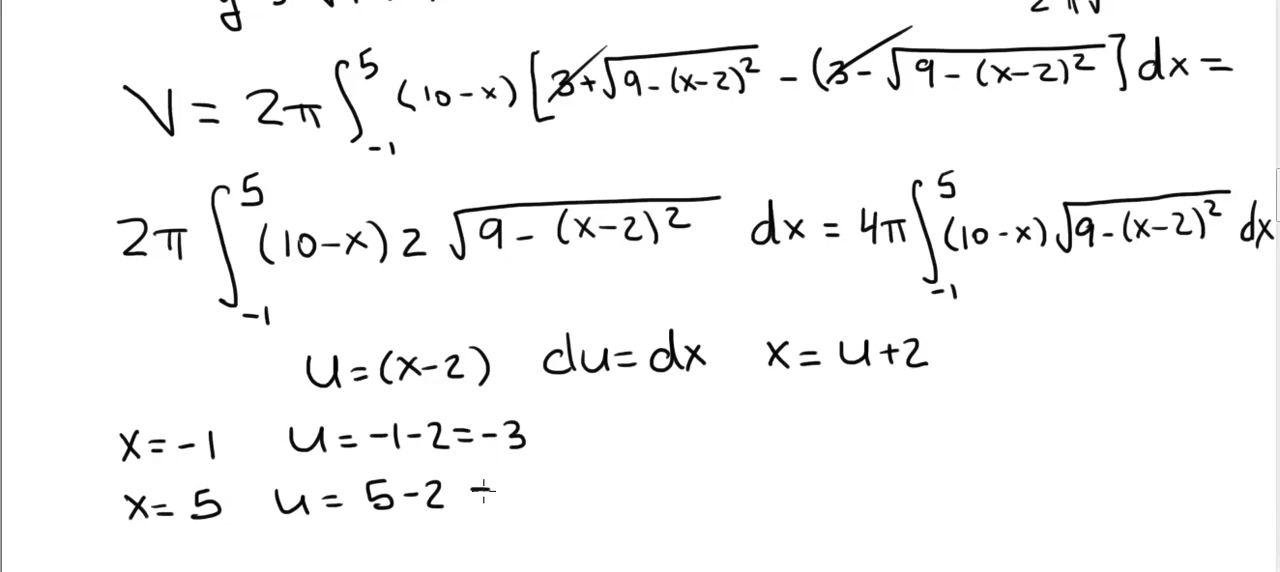 V = 2π ∫_{-1}^{5} (10-x) [3+√(9-(x-2)²) - (3-√(9-(x-2)²)] dx =
2π ∫_{-1}^{5} (10-x) 2 √(9-(x-2)²) dx = 4π ∫_{-1}^{5} (10-x) √(9-(x-2)²) dx
u = (x-2) du = dx x = u+2
x = -1 u = -1-2 = -3
x = 5 u = 5-2